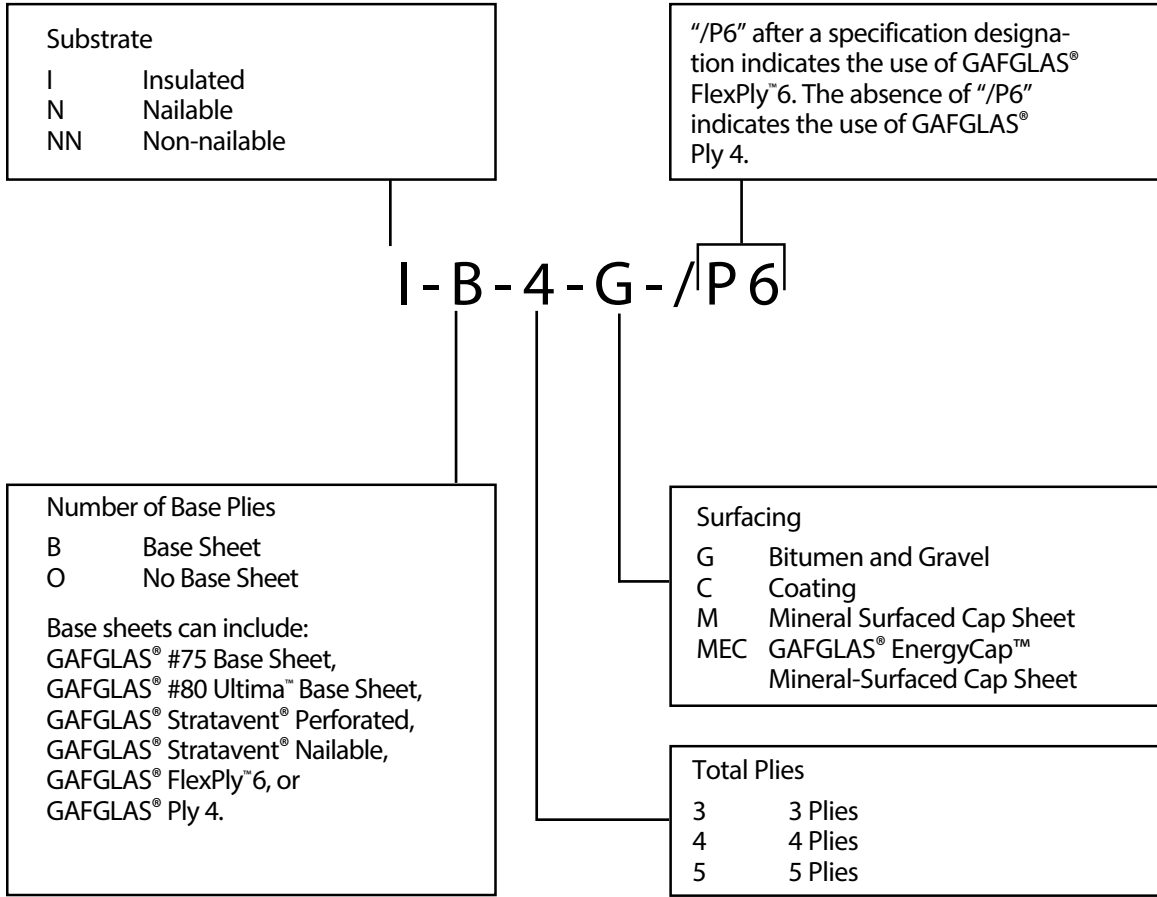 Substrate
I Insulated
N Nailable
NN Non-nailable
“/P6” after a specification designa-
tion indicates the use of GAFGLAS®
FlexPly™6. The absence of “/P6”
indicates the use of GAFGLAS®
Ply 4.
I-B-4-G-/P6
Number of Base Plies
B Base Sheet
O No Base Sheet
Base sheets can include:
GAFGLAS® #75 Base Sheet,
GAFGLAS® #80 Ultima™ Base Sheet,
GAFGLAS® Stratavent® Perforated,
GAFGLAS® Stratavent® Nailable,
GAFGLAS® FlexPly™6, or
GAFGLAS® Ply 4.
Surfacing
G Bitumen and Gravel
C Coating
M Mineral Surfaced Cap Sheet
MEC GAFGLAS® EnergyCap™
Mineral-Surfaced Cap Sheet
Total Plies
3 3 Plies
4 4 Plies
5 5 Plies